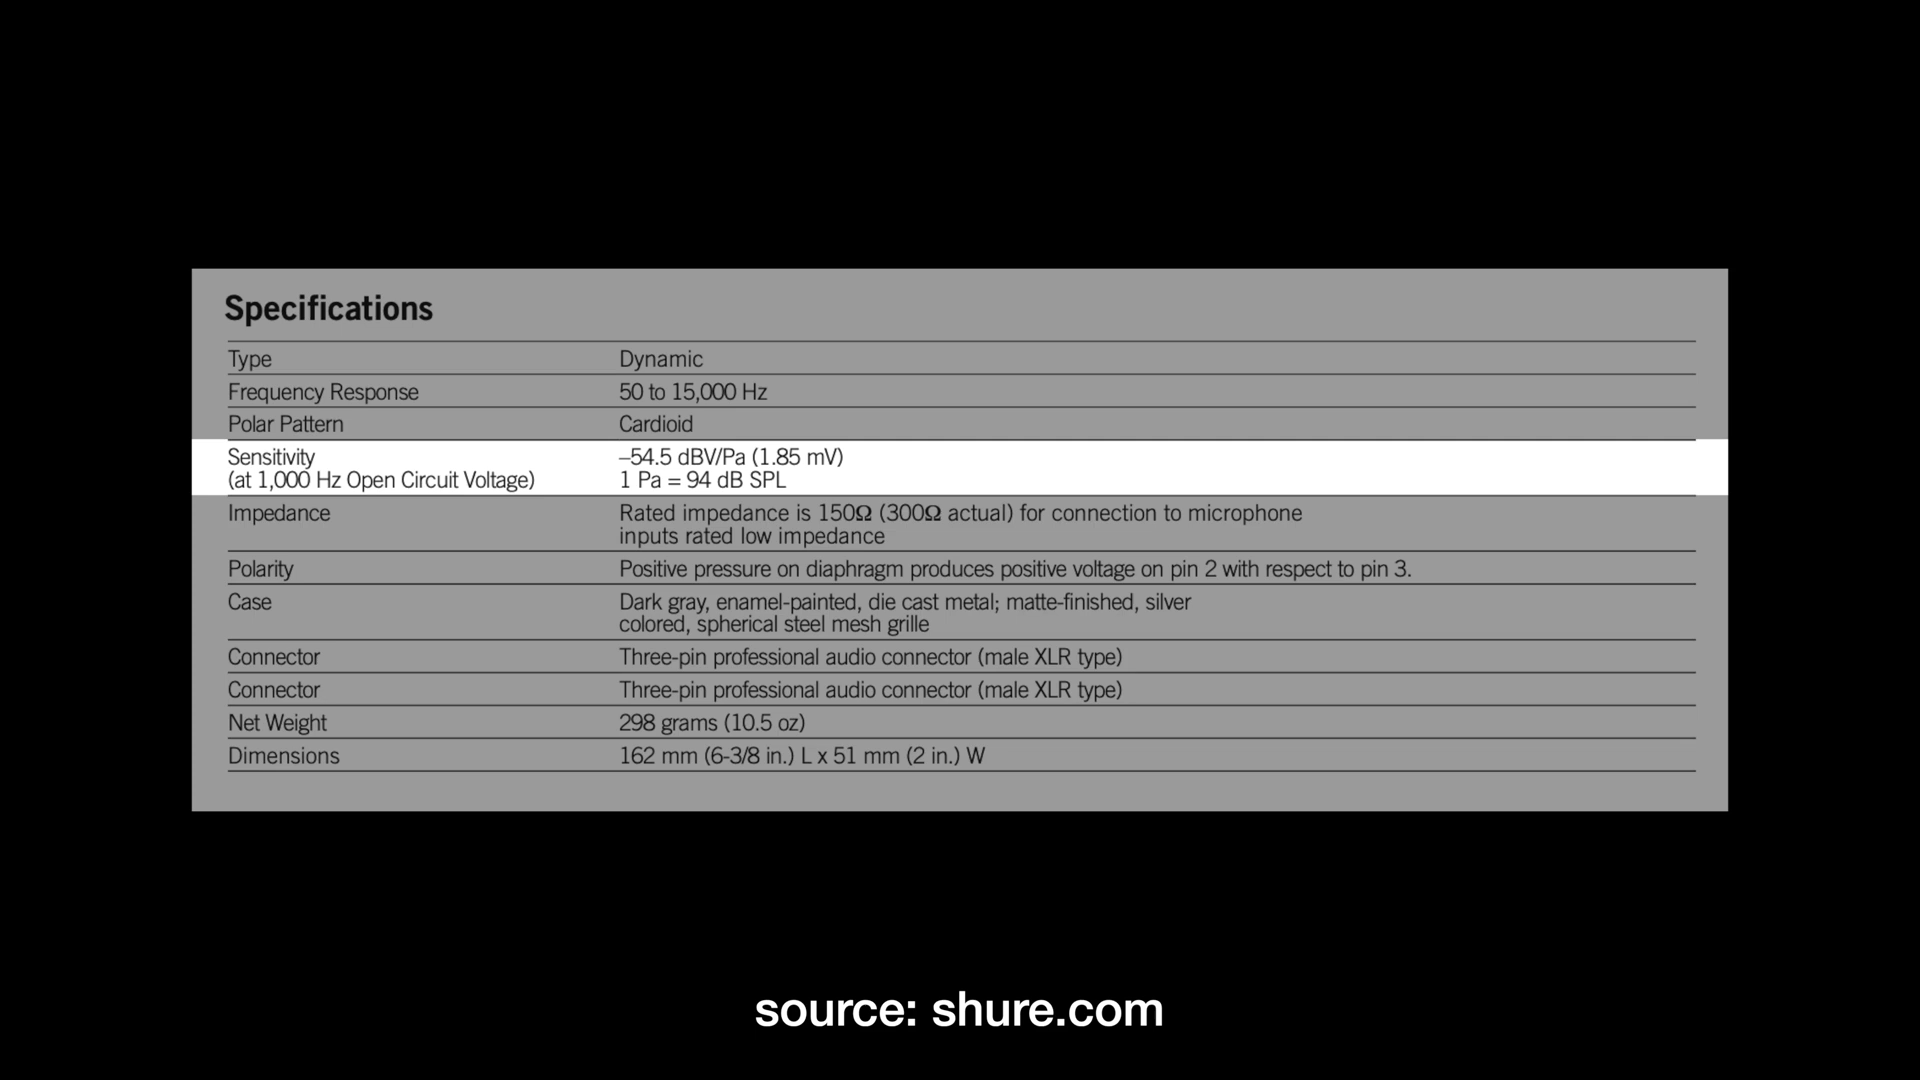 Specifications
Type Dynamic
Frequency Response 50 to 15,000 Hz
Polar Pattern Cardioid
Sensitivity –54.5 dBV/Pa (1.85 mV)
(at 1,000 Hz Open Circuit Voltage) 1 Pa = 94 dB SPL
Impedance Rated impedance is 150Ω (300Ω actual) for connection to microphone
inputs rated low impedance
Polarity Positive pressure on diaphragm produces positive voltage on pin 2 with respect to pin 3.
Case Dark gray, enamel-painted, die cast metal; matte-finished, silver
colored, spherical steel mesh grille
Connector Three-pin professional audio connector (male XLR type)
Connector Three-pin professional audio connector (male XLR type)
Net Weight 298 grams (10.5 oz)
Dimensions 162 mm (6-3/8 in.) L x 51 mm (2 in.) W
source: shure.com